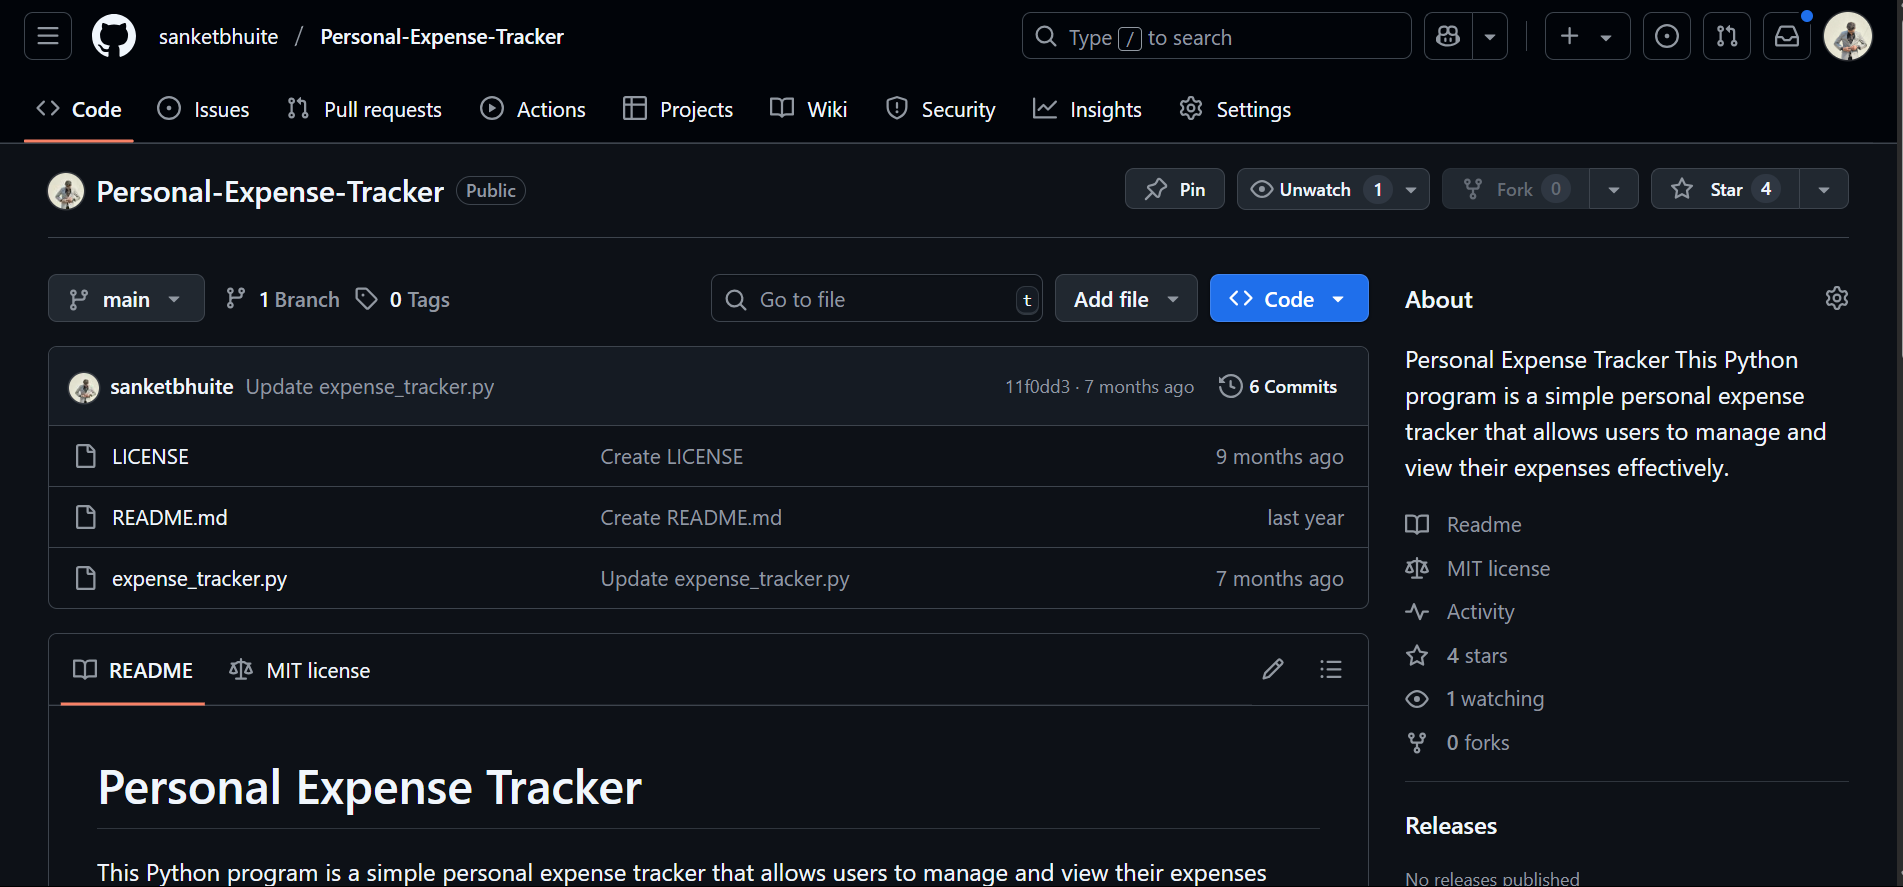 sanketbhuite / Personal-Expense-Tracker
Type / to search
Code
Issues
Pull requests
Actions
Projects
Wiki
Security
Insights
Settings
Personal-Expense-Tracker Public
Pin
Unwatch 1
Fork 0
Star 4
main
1 Branch
0 Tags
Go to file t
Add file
Code
sanketbhuite Update expense_tracker.py 11f0dd3 · 7 months ago 6 Commits
LICENSE Create LICENSE 9 months ago
README.md Create README.md last year
expense_tracker.py Update expense_tracker.py 7 months ago
README
MIT license
Personal Expense Tracker
This Python program is a simple personal expense tracker that allows users to manage and view their expenses
About
Personal Expense Tracker This Python
program is a simple personal expense
tracker that allows users to manage and
view their expenses effectively.
Readme
MIT license
Activity
4 stars
1 watching
0 forks
Releases
No releases published